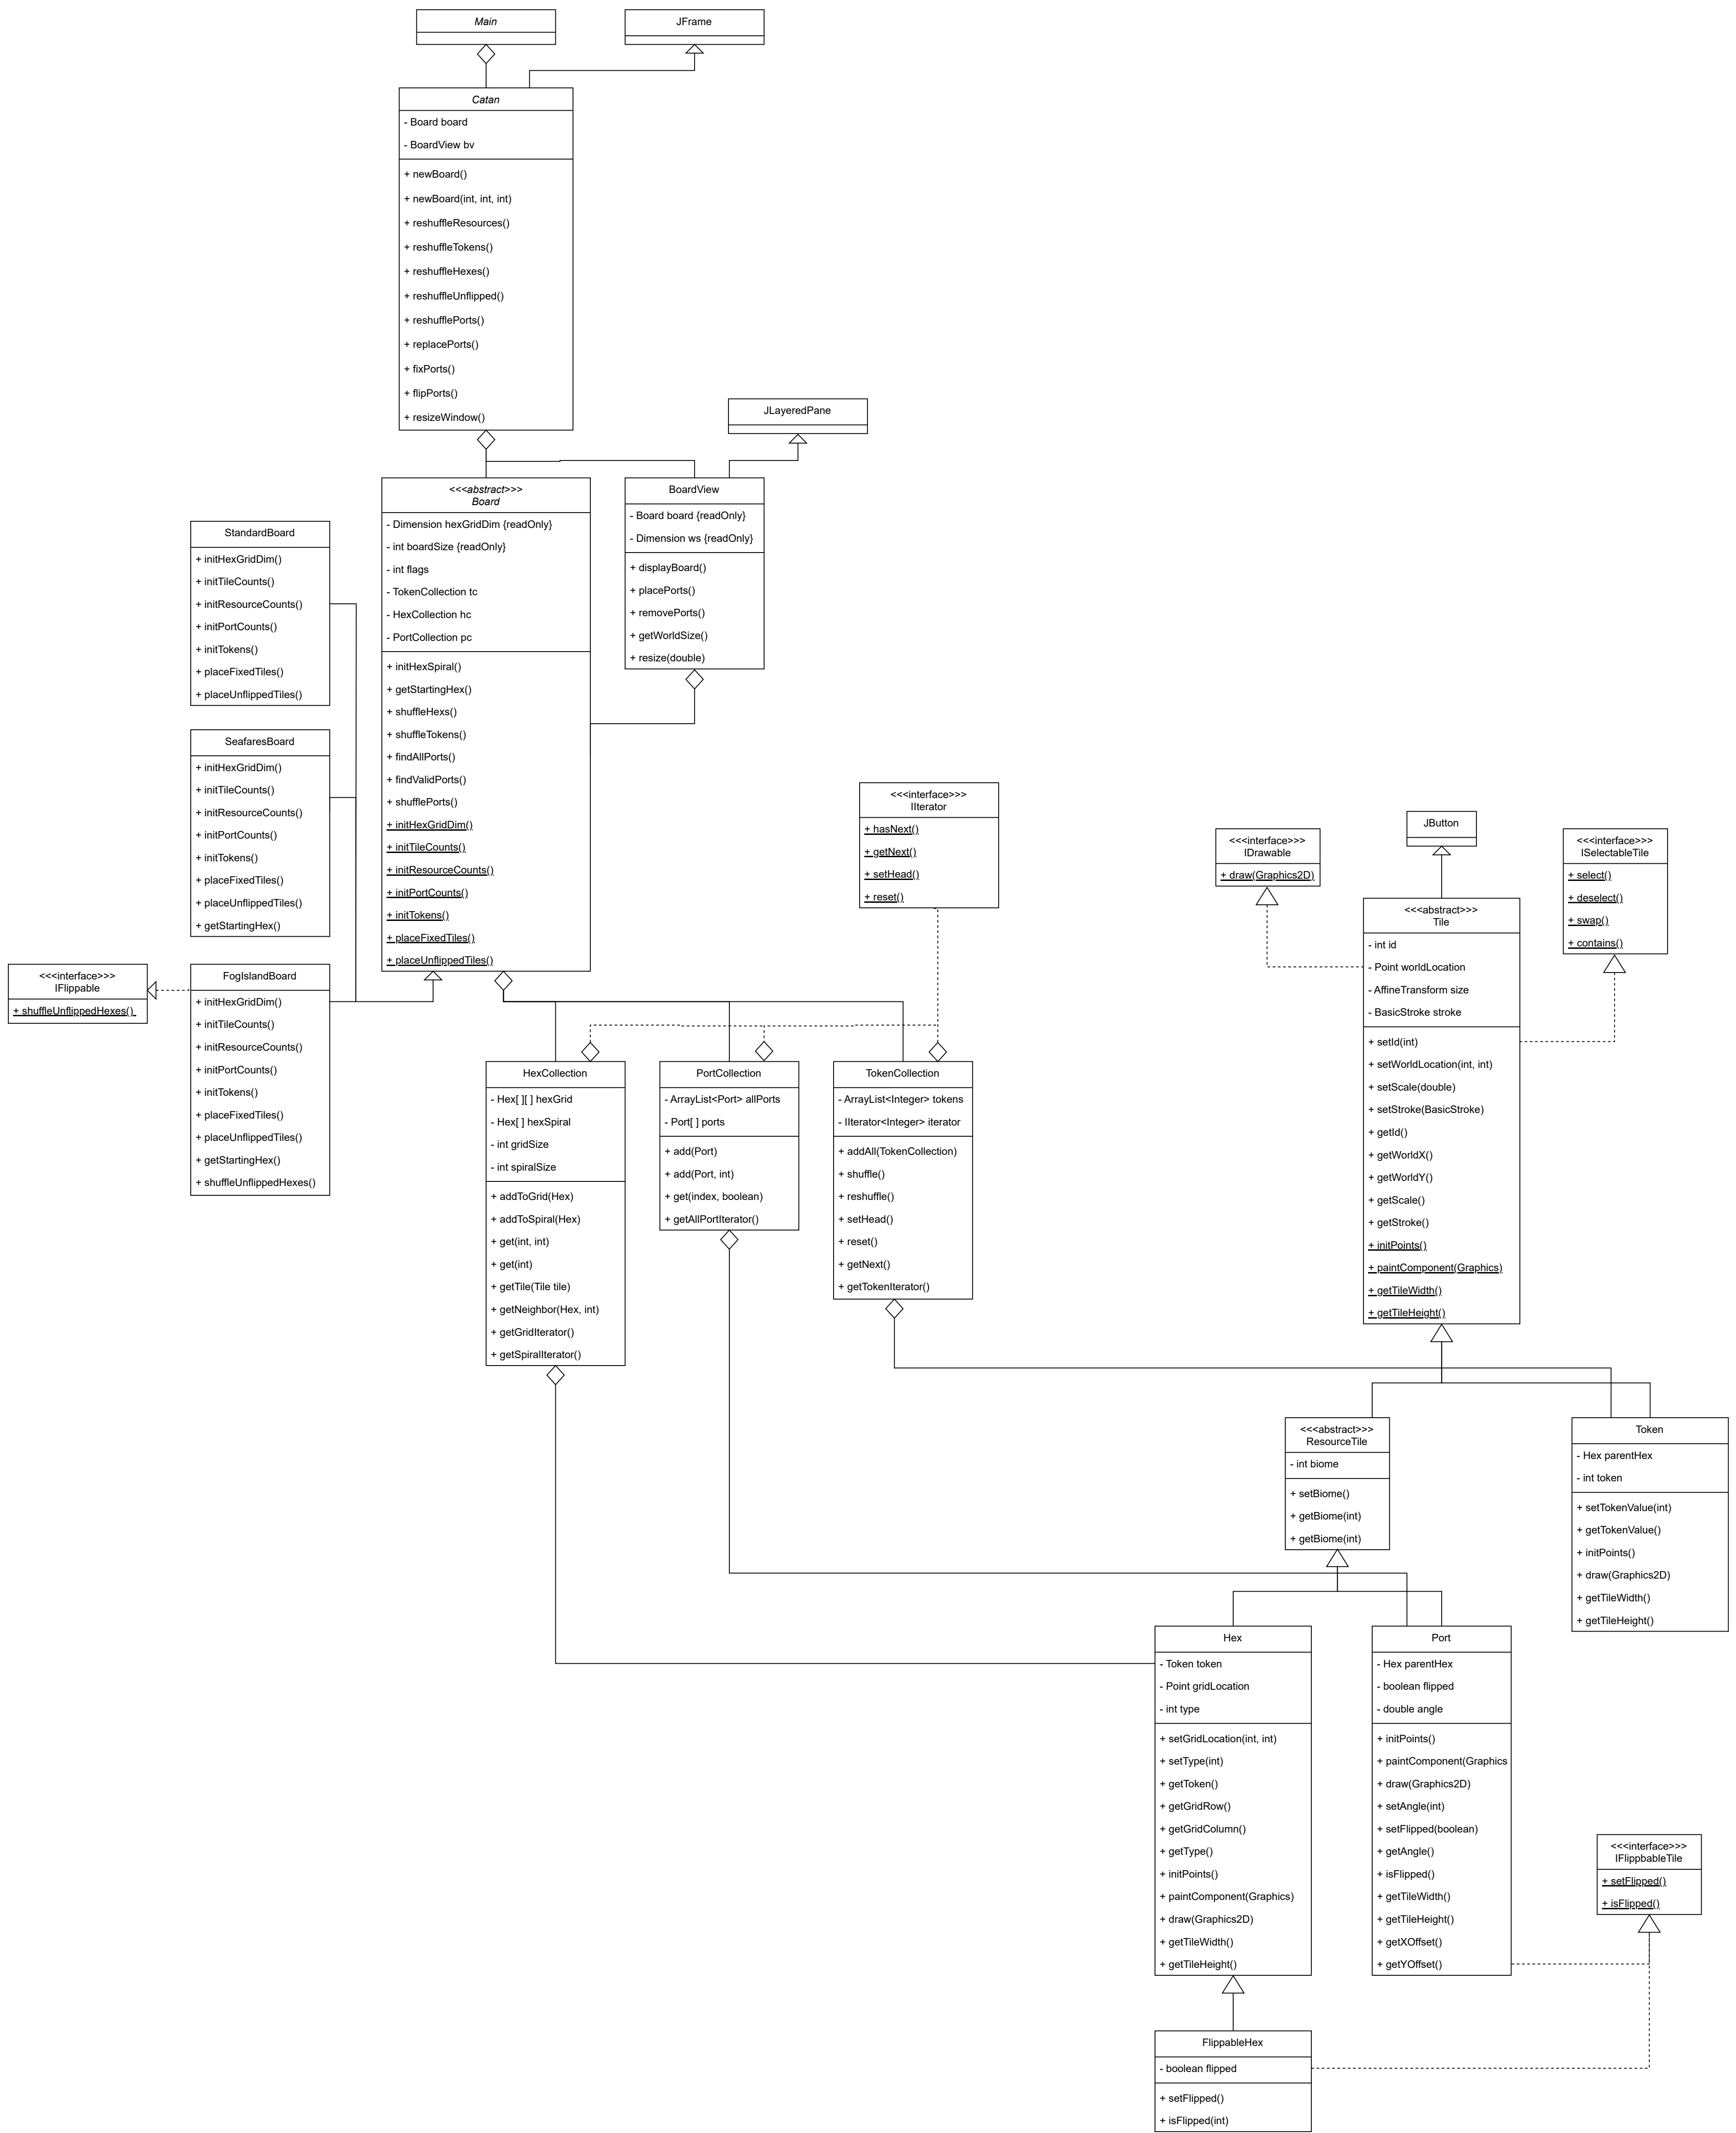 Main
JFrame
Catan
- Board board
- BoardView bv
+ newBoard()
+ newBoard(int, int, int)
+ reshuffleResources()
+ reshuffleTokens()
+ reshuffleHexes()
+ reshuffleUnflipped()
+ reshufflePorts()
+ replacePorts()
+ fixPorts()
+ flipPorts()
+ resizeWindow()
JLayeredPane
<<<abstract>>>
Board
- Dimension hexGridDim {readOnly}
- int boardSize {readOnly}
- int flags
- TokenCollection tc
- HexCollection hc
- PortCollection pc
+ initHexSpiral()
+ getStartingHex()
+ shuffleHexs()
+ shuffleTokens()
+ findAllPorts()
+ findValidPorts()
+ shufflePorts()
+ initHexGridDim()
+ initTileCounts()
+ initResourceCounts()
+ initPortCounts()
+ initTokens()
+ placeFixedTiles()
+ placeUnflippedTiles()
BoardView
- Board board {readOnly}
- Dimension ws {readOnly}
+ displayBoard()
+ placePorts()
+ removePorts()
+ getWorldSize()
+ resize(double)
StandardBoard
+ initHexGridDim()
+ initTileCounts()
+ initResourceCounts()
+ initPortCounts()
+ initTokens()
+ placeFixedTiles()
+ placeUnflippedTiles()
SeafaresBoard
+ initHexGridDim()
+ initTileCounts()
+ initResourceCounts()
+ initPortCounts()
+ initTokens()
+ placeFixedTiles()
+ placeUnflippedTiles()
+ getStartingHex()
<<<interface>>>
IFlippable
+ shuffleUnflippedHexes()
FogIslandBoard
+ initHexGridDim()
+ initTileCounts()
+ initResourceCounts()
+ initPortCounts()
+ initTokens()
+ placeFixedTiles()
+ placeUnflippedTiles()
+ getStartingHex()
+ shuffleUnflippedHexes()
<<<interface>>>
IIterator
+ hasNext()
+ getNext()
+ setHead()
+ reset()
HexCollection
- Hex[ ][ ] hexGrid
- Hex[ ] hexSpiral
- int gridSize
- int spiralSize
+ addToGrid(Hex)
+ addToSpiral(Hex)
+ get(int, int)
+ get(int)
+ getTile(Tile tile)
+ getNeighbor(Hex, int)
+ getGridIterator()
+ getSpiralIterator()
PortCollection
- ArrayList<Port> allPorts
- Port[ ] ports
+ add(Port)
+ add(Port, int)
+ get(index, boolean)
+ getAllPortIterator()
TokenCollection
- ArrayList<Integer> tokens
- IIterator<Integer> iterator
+ addAll(TokenCollection)
+ shuffle()
+ reshuffle()
+ setHead()
+ reset()
+ getNext()
+ getTokenIterator()
<<<interface>>>
IDrawable
+ draw(Graphics2D)
JButton
<<<interface>>>
ISelectableTile
+ select()
+ deselect()
+ swap()
+ contains()
<<<abstract>>>
Tile
- int id
- Point worldLocation
- AffineTransform size
- BasicStroke stroke
+ setId(int)
+ setWorldLocation(int, int)
+ setScale(double)
+ setStroke(BasicStroke)
+ getId()
+ getWorldX()
+ getWorldY()
+ getScale()
+ getStroke()
+ initPoints()
+ paintComponent(Graphics)
+ getTileWidth()
+ getTileHeight()
<<<abstract>>>
ResourceTile
- int biome
+ setBiome()
+ getBiome(int)
+ getBiome(int)
Token
- Hex parentHex
- int token
+ setTokenValue(int)
+ getTokenValue()
+ initPoints()
+ draw(Graphics2D)
+ getTileWidth()
+ getTileHeight()
Hex
- Token token
- Point gridLocation
- int type
+ setGridLocation(int, int)
+ setType(int)
+ getToken()
+ getGridRow()
+ getGridColumn()
+ getType()
+ initPoints()
+ paintComponent(Graphics)
+ draw(Graphics2D)
+ getTileWidth()
+ getTileHeight()
Port
- Hex parentHex
- boolean flipped
- double angle
+ initPoints()
+ paintComponent(Graphics
+ draw(Graphics2D)
+ setAngle(int)
+ setFlipped(boolean)
+ getAngle()
+ isFlipped()
+ getTileWidth()
+ getTileHeight()
+ getXOffset()
+ getYOffset()
<<<interface>>>
IFlippbableTile
+ setFlipped()
+ isFlipped()
FlippableHex
- boolean flipped
+ setFlipped()
+ isFlipped(int)